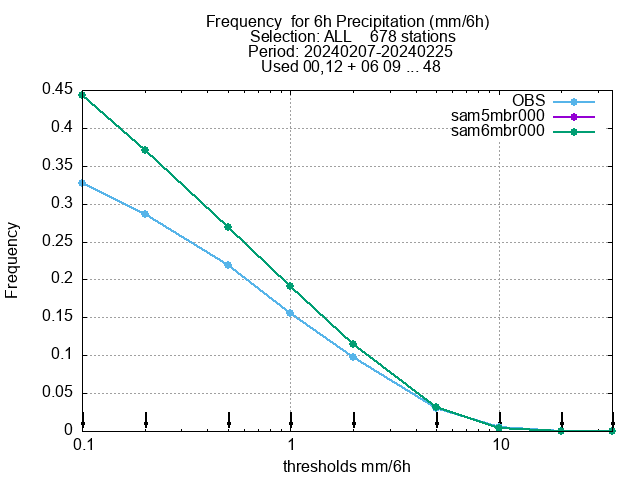 Frequency  for 6h Precipitation (mm/6h)
Selection: ALL    678 stations
Period: 20240207-20240225
Used 00,12 + 06 09 ... 48
OBS
sam5mbr000
sam6mbr000
0.45
0.4
0.35
0.3
0.25
0.2
0.15
0.1
0.05
0
Frequency
0.1 1 10
thresholds mm/6h